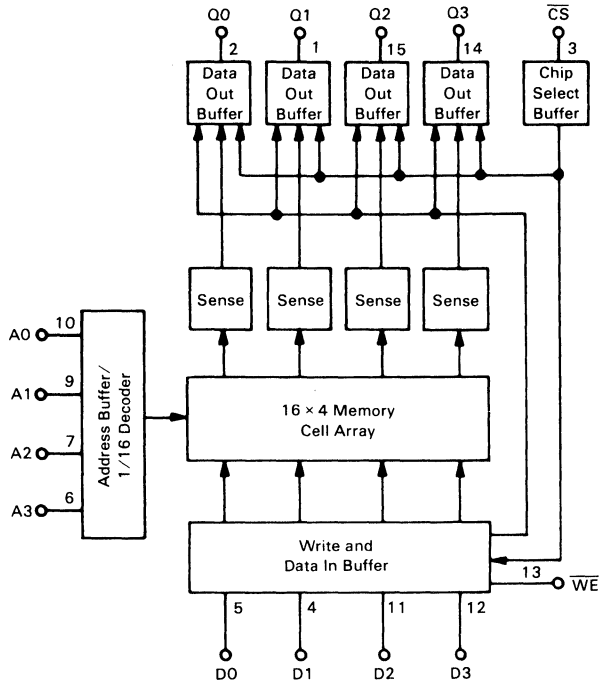 Q0 Q1 Q2 Q3 CS
2 1 15 14 3
Data Out Buffer
Data Out Buffer
Data Out Buffer
Data Out Buffer
Chip Select Buffer
Sense Sense Sense Sense
A0 10
A1 9
A2 7
A3 6
Address Buffer/
1/16 Decoder
16 × 4 Memory
Cell Array
Write and
Data In Buffer
13 WE
5 4 11 12
D0 D1 D2 D3